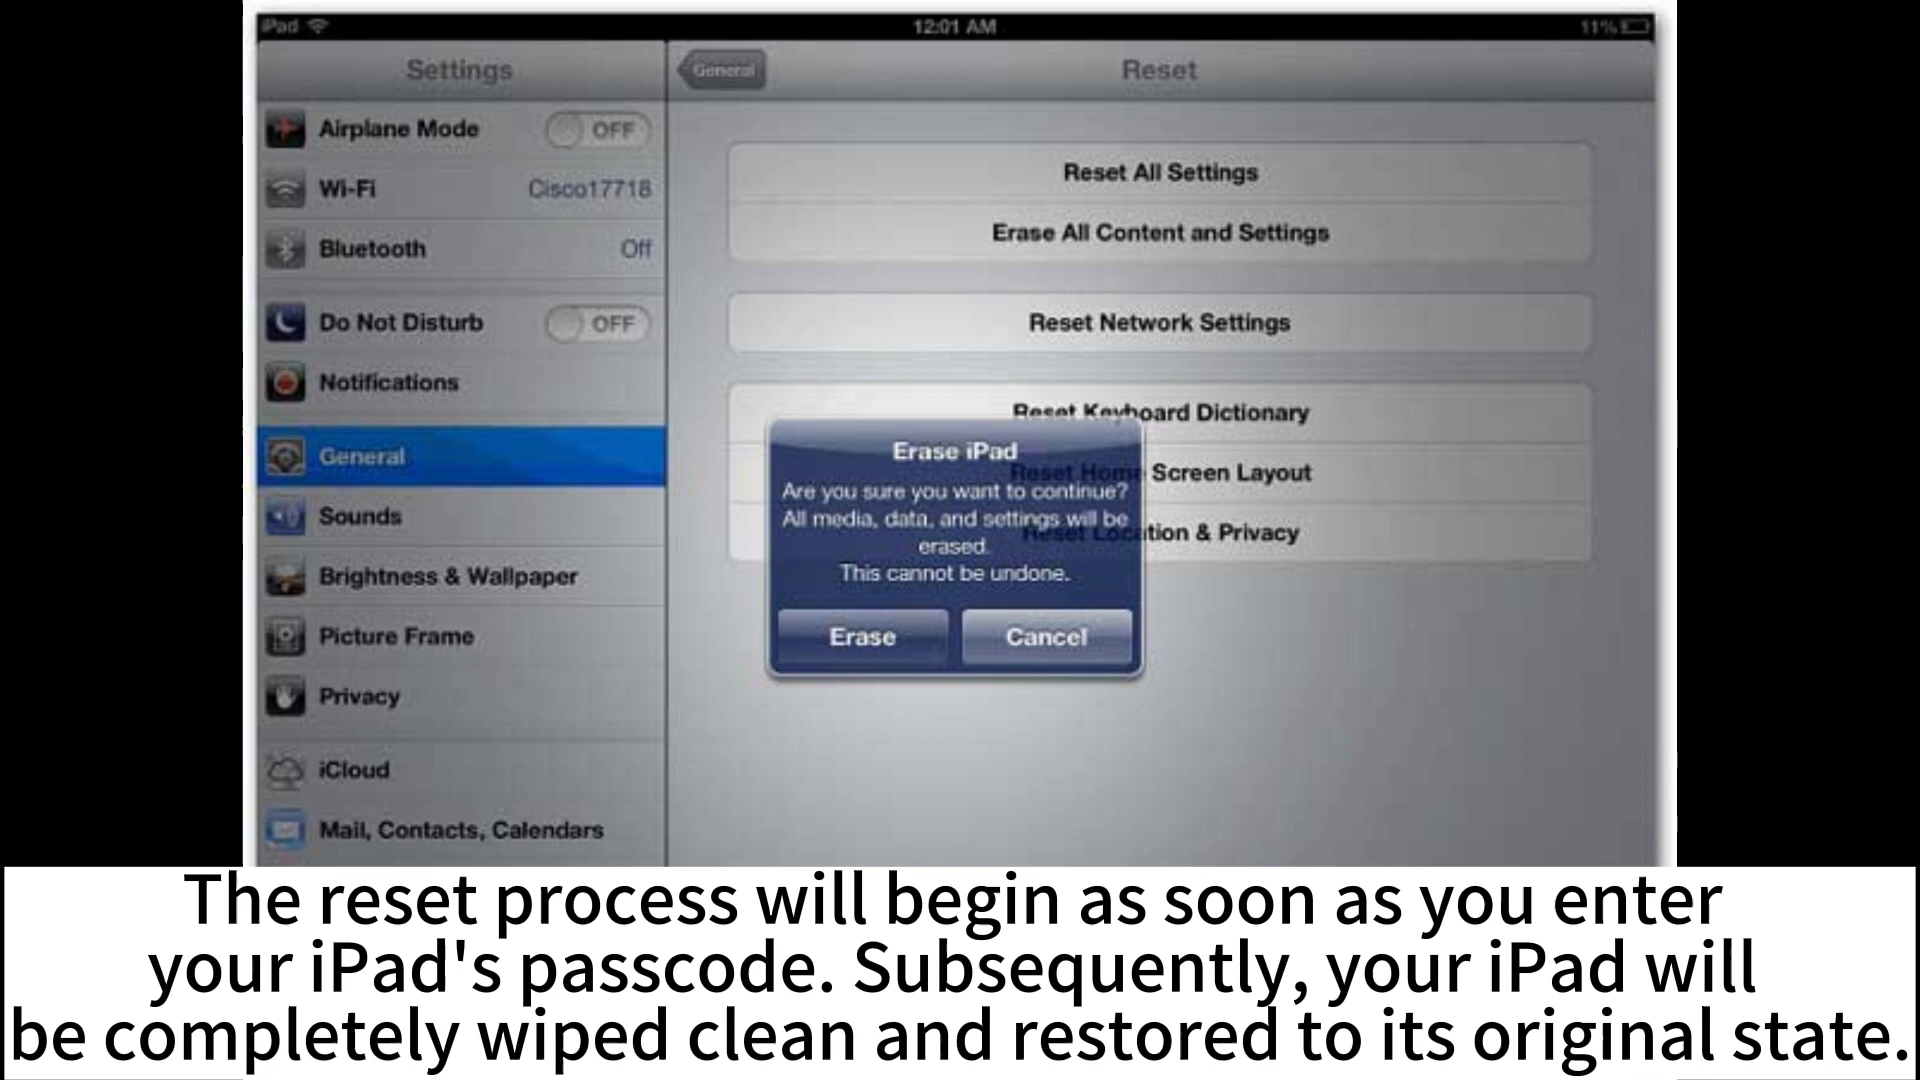 iPad 12:01 AM 11%
Settings
General
Reset
Airplane Mode OFF
Wi-Fi Cisco17718
Bluetooth Off
Do Not Disturb OFF
Notifications
General
Sounds
Brightness & Wallpaper
Picture Frame
Privacy
iCloud
Mail, Contacts, Calendars
Reset All Settings
Erase All Content and Settings
Reset Network Settings
Reset Keyboard Dictionary
Reset Home Screen Layout
Reset Location & Privacy
Erase iPad
Are you sure you want to continue?
All media, data, and settings will be
erased.
This cannot be undone.
Erase Cancel
The reset process will begin as soon as you enter
your iPad's passcode. Subsequently, your iPad will
be completely wiped clean and restored to its original state.